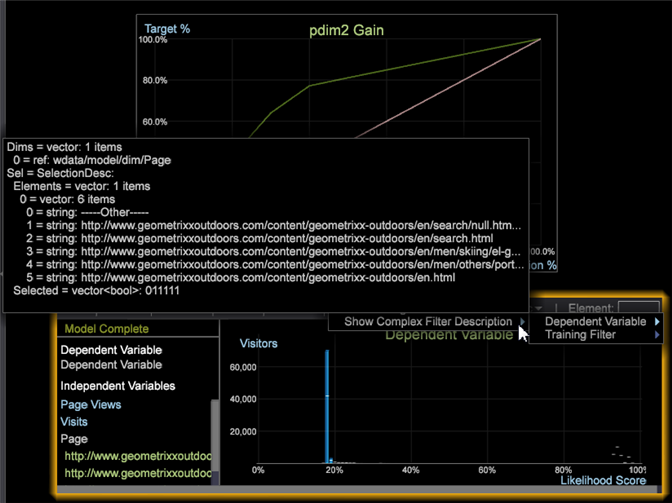 Target %
pdim2 Gain
100.0%
80.0%
60.0%
Dims = vector: 1 items
0 = ref: wdata/model/dim/Page
Sel = SelectionDesc:
Elements = vector: 1 items
0 = vector: 6 items
0 = string: -----Other-----
1 = string: http://www.geometrixxoutdoors.com/content/geometrixx-outdoors/en/search/null.htm...
2 = string: http://www.geometrixxoutdoors.com/content/geometrixx-outdoors/en/search.html
3 = string: http://www.geometrixxoutdoors.com/content/geometrixx-outdoors/en/men/skiing/el-g...
4 = string: http://www.geometrixxoutdoors.com/content/geometrixx-outdoors/en/men/others/port...
5 = string: http://www.geometrixxoutdoors.com/content/geometrixx-outdoors/en.html
Selected = vector<bool>: 011111
00.0%
on %
Element:
Show Complex Filter Description
Dependent Variable
Training Filter
Model Complete
Dependent Variable
Dependent Variable
Independent Variables
Page Views
Visits
Page
http://www.geometrixxoutdoo
http://www.geometrixxoutdoo
Dependent Variable
Visitors
60,000
40,000
20,000
0% 20% 40% 60% 80% 100%
Likelihood Score